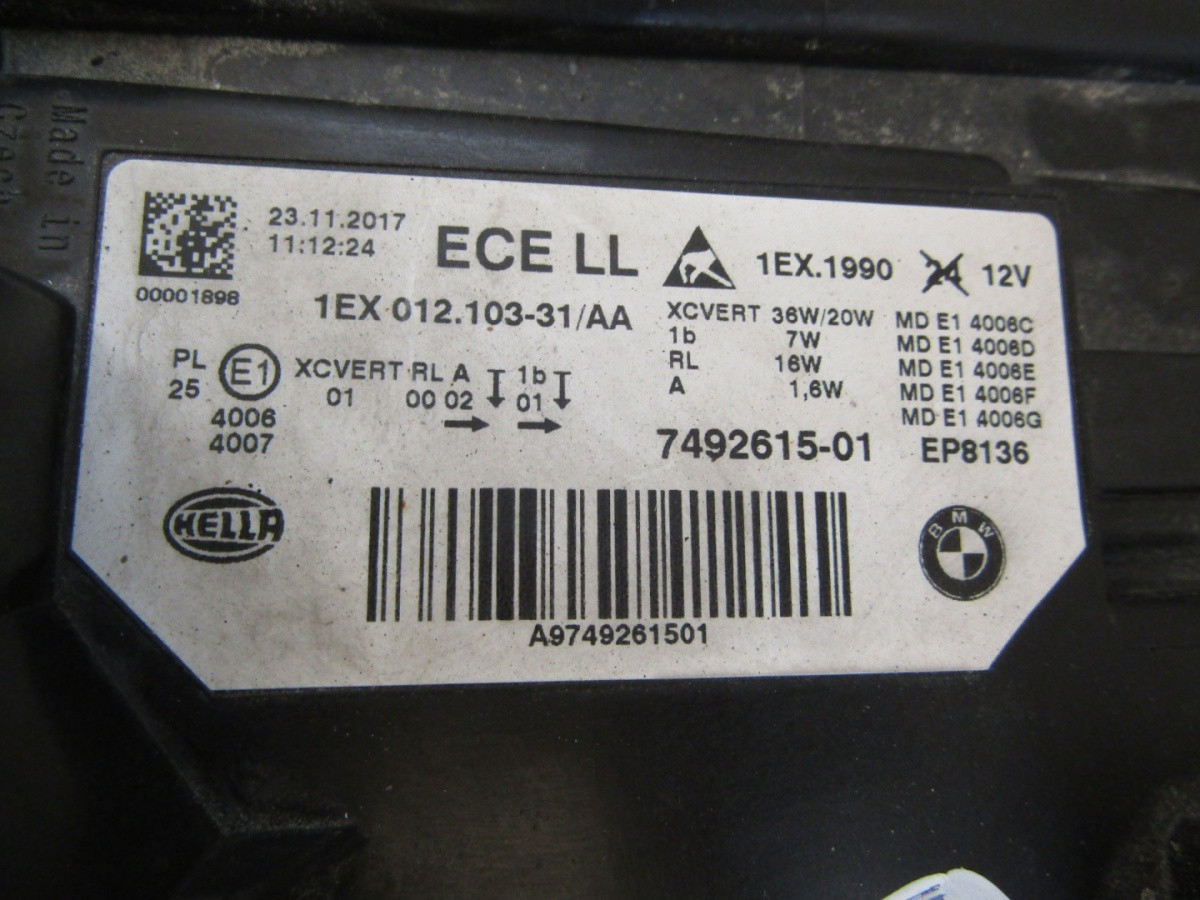 Made in
Czech
23.11.2017
11:12:24
00001898
ECE LL
1EX.1990
24 12V
1EX 012.103-31/AA
XCVERT 36W/20W
1b 7W
RL 16W
A 1,6W
MD E1 4006C
MD E1 4006D
MD E1 4006E
MD E1 4006F
MD E1 4006G
PL
25
E1
4006
4007
XCVERT RL A 1b
01 00 02 01
7492615-01
EP8136
HELLA
BMW
A9749261501